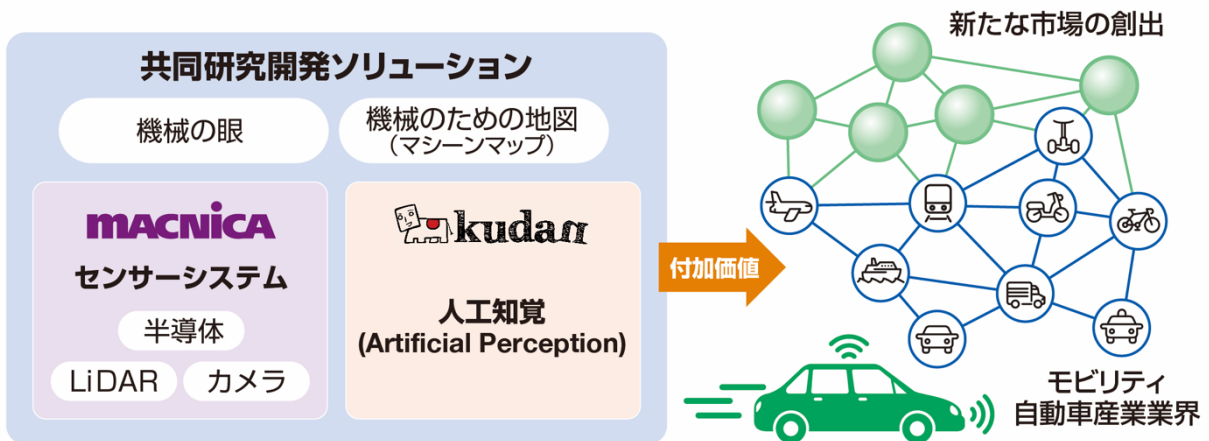 共同研究開発ソリューション
機械の眼
機械のための地図
(マシーンマップ)
macnica
センサーシステム
半導体
LiDAR
カメラ
kudan
人工知覚
(Artificial Perception)
付加価値
新たな市場の創出
モビリティ
自動車産業業界